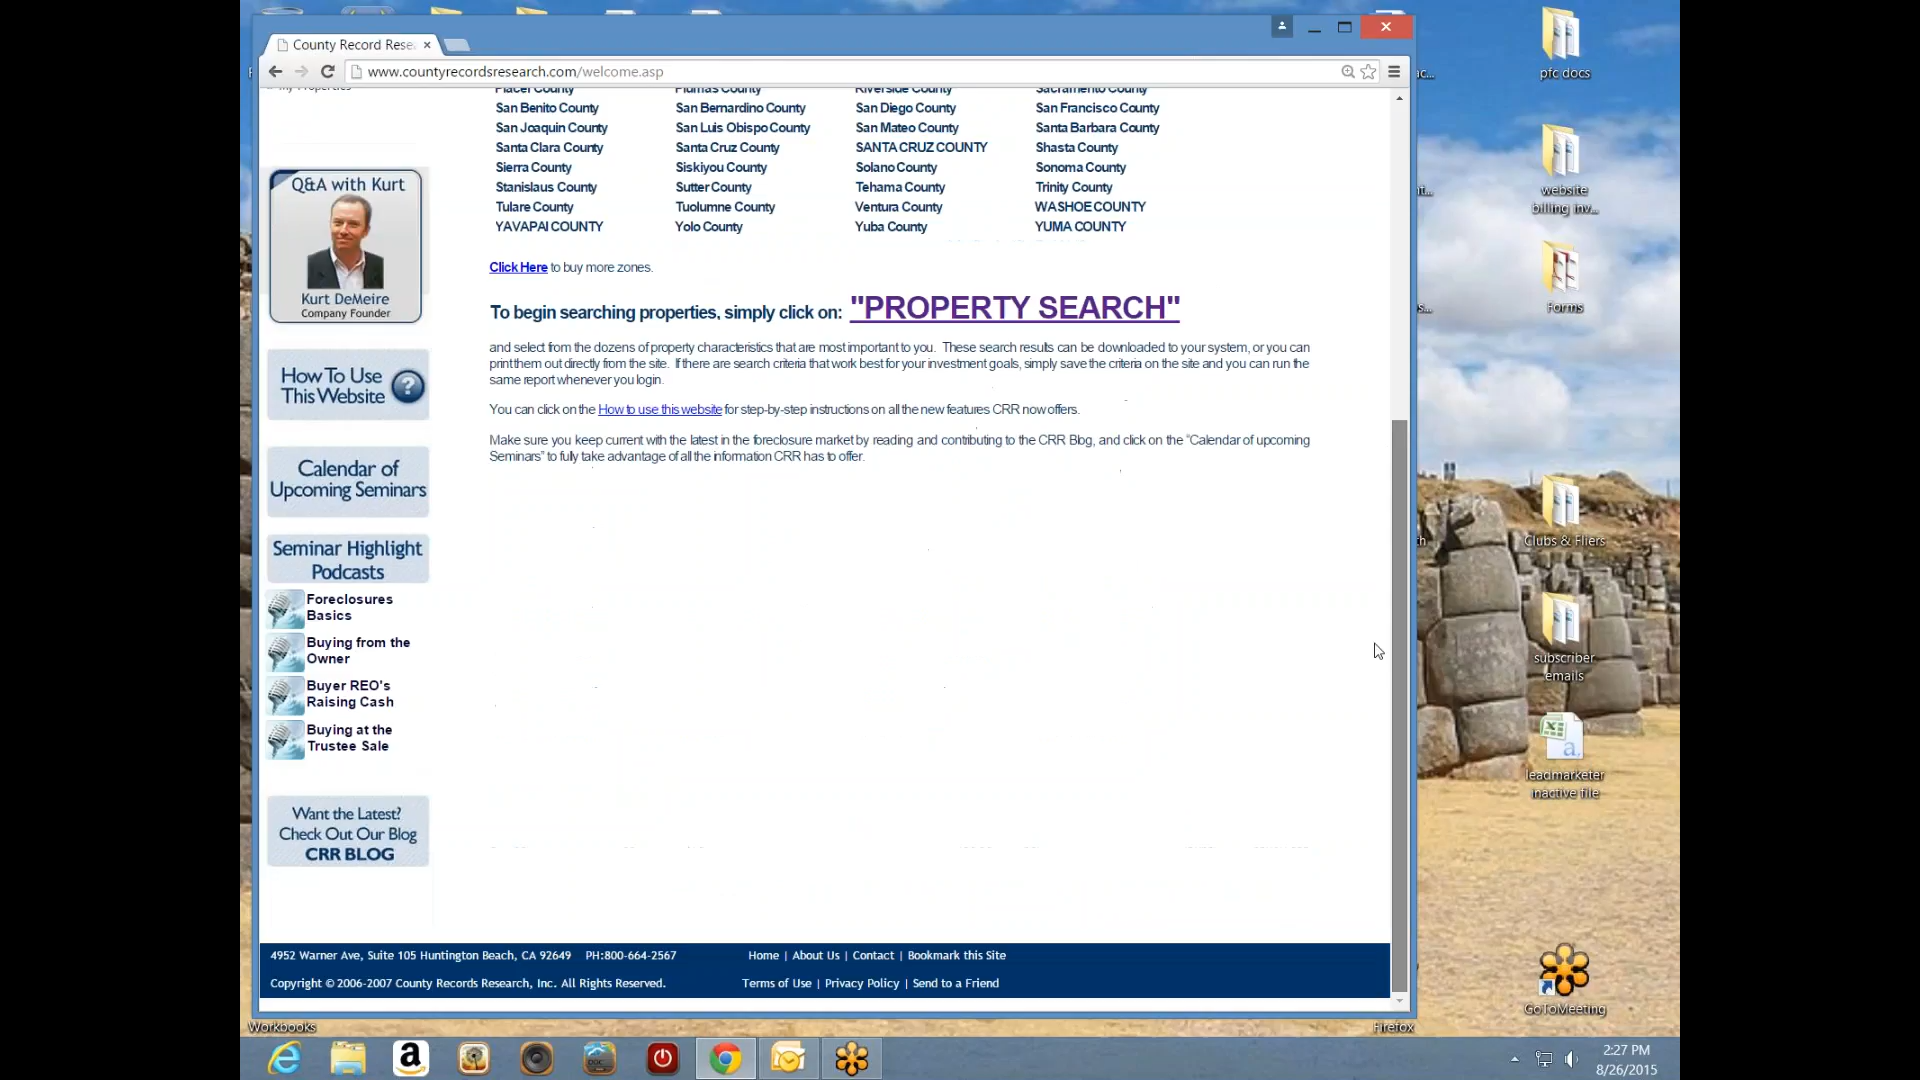 County Record Rese
www.countyrecordsresearch.com/welcome.asp
My Properties
Placer County Plumas County Riverside County Sacramento County
San Benito County San Bernardino County San Diego County San Francisco County
San Joaquin County San Luis Obispo County San Mateo County Santa Barbara County
Santa Clara County Santa Cruz County SANTA CRUZ COUNTY Shasta County
Sierra County Siskiyou County Solano County Sonoma County
Stanislaus County Sutter County Tehama County Trinity County
Tulare County Tuolumne County Ventura County WASHOE COUNTY
YAVAPAI COUNTY Yolo County Yuba County YUMA COUNTY
Click Here to buy more zones.
To begin searching properties, simply click on: "PROPERTY SEARCH"
and select from the dozens of property characteristics that are most important to you. These search results can be downloaded to your system, or you can
print them out directly from the site. If there are search criteria that work best for your investment goals, simply save the criteria on the site and you can run the
same report whenever you login.
You can click on the How to use this website for step-by-step instructions on all the new features CRR now offers.
Make sure you keep current with the latest in the foreclosure market by reading and contributing to the CRR Blog, and click on the "Calendar of upcoming
Seminars" to fully take advantage of all the information CRR has to offer.
Q&A with Kurt
Kurt DeMeire
Company Founder
How To Use
This Website ?
Calendar of
Upcoming Seminars
Seminar Highlight
Podcasts
Foreclosures
Basics
Buying from the
Owner
Buyer REO's
Raising Cash
Buying at the
Trustee Sale
Want the Latest?
Check Out Our Blog
CRR BLOG
4952 Warner Ave, Suite 105 Huntington Beach, CA 92649 PH:800-664-2567 Home | About Us | Contact | Bookmark this Site
Copyright © 2006-2007 County Records Research, Inc. All Rights Reserved. Terms of Use | Privacy Policy | Send to a Friend
pfc docs
website
billing inv...
Forms
Clubs & Fliers
subscriber
emails
leadmarketer
inactive file
GoToMeeting
Workbooks
Firefox
2:27 PM
8/26/2015